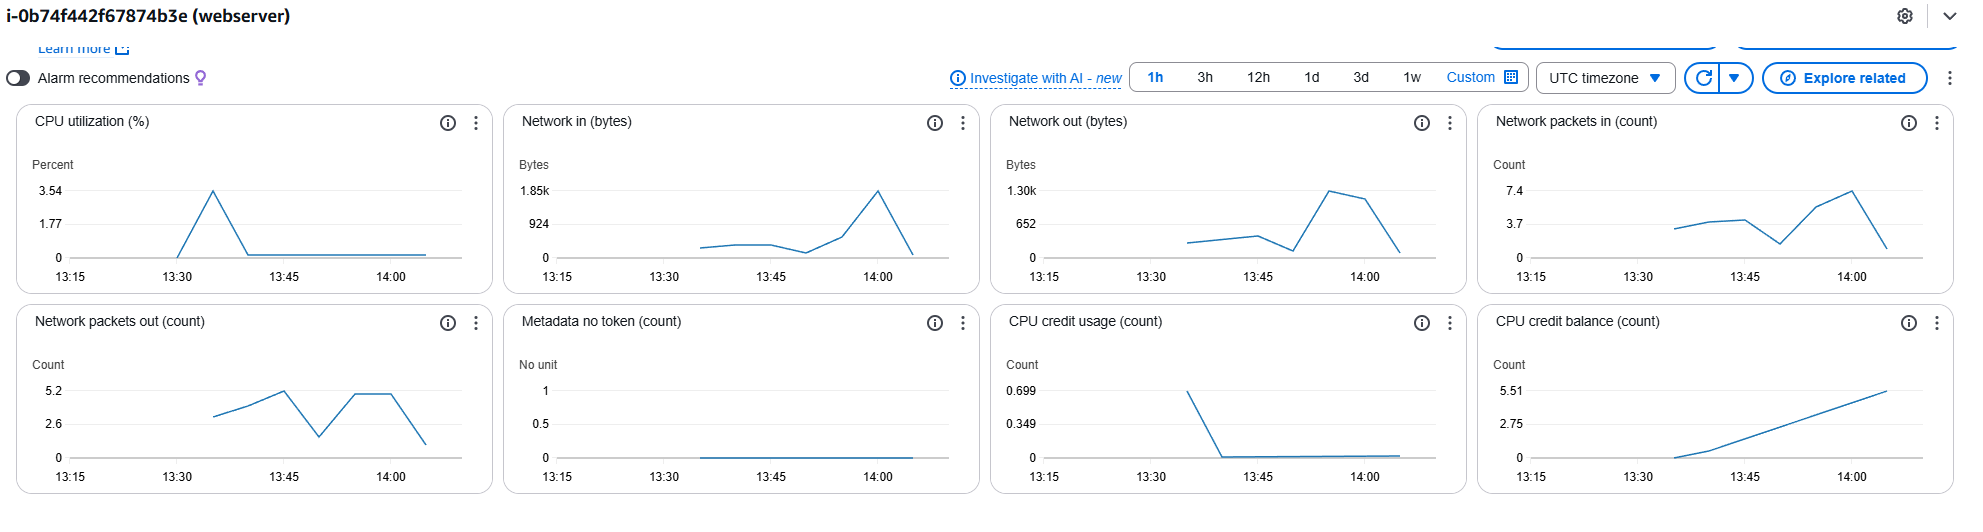 i-0b74f442f67874b3e (webserver)
Learn more
Alarm recommendations
Investigate with AI - new
1h 3h 12h 1d 3d 1w Custom
UTC timezone
Explore related
CPU utilization (%)
Percent
3.54
1.77
0
13:15 13:30 13:45 14:00
Network in (bytes)
Bytes
1.85k
924
0
13:15 13:30 13:45 14:00
Network out (bytes)
Bytes
1.30k
652
0
13:15 13:30 13:45 14:00
Network packets in (count)
Count
7.4
3.7
0
13:15 13:30 13:45 14:00
Network packets out (count)
Count
5.2
2.6
0
13:15 13:30 13:45 14:00
Metadata no token (count)
No unit
1
0.5
0
13:15 13:30 13:45 14:00
CPU credit usage (count)
Count
0.699
0.349
0
13:15 13:30 13:45 14:00
CPU credit balance (count)
Count
5.51
2.75
0
13:15 13:30 13:45 14:00